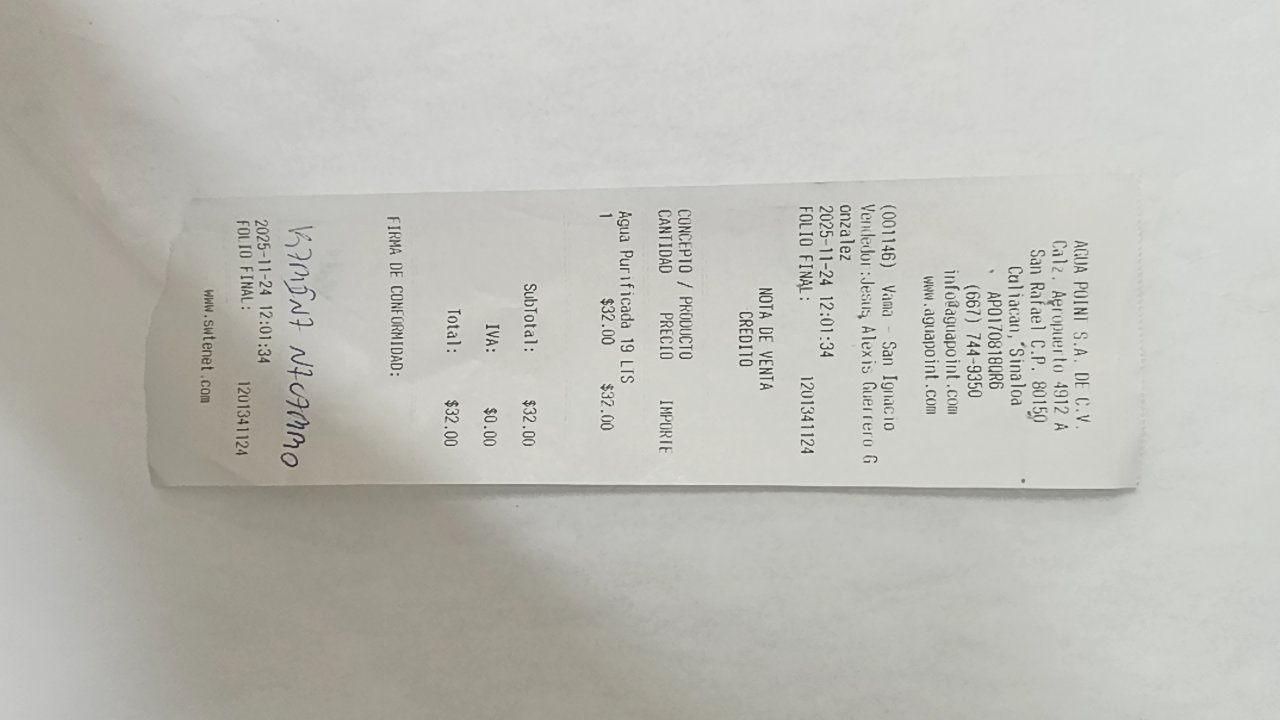 AGUA POINT S.A. DE C.V.
Calz. Aeropuerto 4912 A
San Rafael C.P. 80150
Culiacan, Sinaloa
APO170818QR6
(667) 744-9350
info@aguapoint.com
www.aguapoint.com
(001146) Vama - San Ignacio
Vendedor:Jesus Alexis Guerrero G
onzalez
2025-11-24 12:01:34
FOLIO FINAL: 1201341124
NOTA DE VENTA
CREDITO
CONCEPTO / PRODUCTO
CANTIDAD PRECIO IMPORTE
Agua Purificada 19 LTS
1 $32.00 $32.00
SubTotal: $32.00
IVA: $0.00
Total: $32.00
FIRMA DE CONFORMIDAD:
2025-11-24 12:01:34
FOLIO FINAL: 1201341124
www.swtenet.com